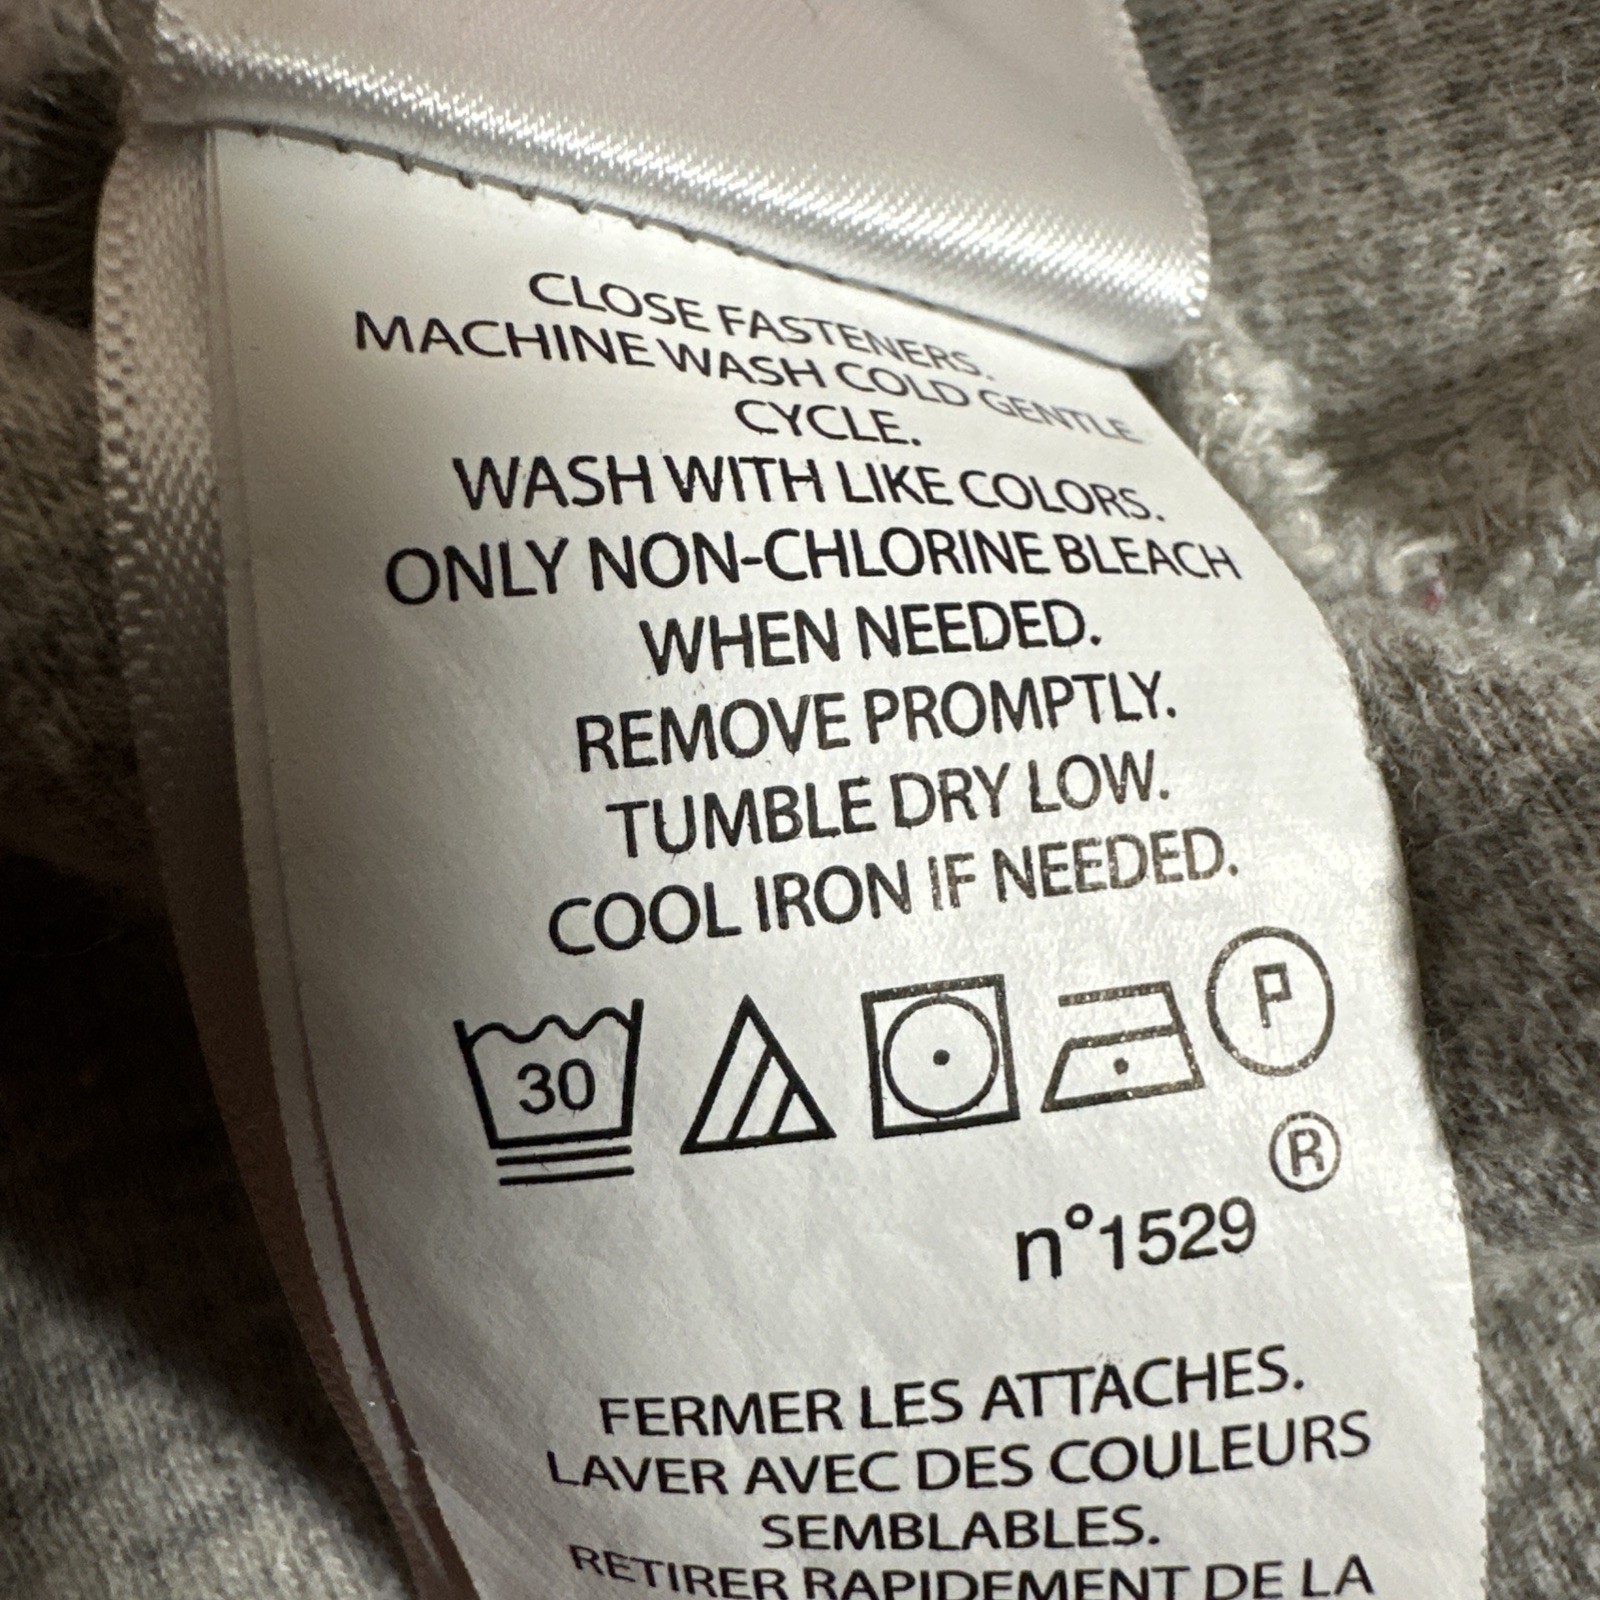 CLOSE FASTENERS.
MACHINE WASH COLD GENTLE
CYCLE.
WASH WITH LIKE COLORS.
ONLY NON-CHLORINE BLEACH
WHEN NEEDED.
REMOVE PROMPTLY.
TUMBLE DRY LOW.
COOL IRON IF NEEDED.
30 P
®
n°1529
FERMER LES ATTACHES.
LAVER AVEC DES COULEURS
SEMBLABLES.
RETIRER RAPIDEMENT DE LA